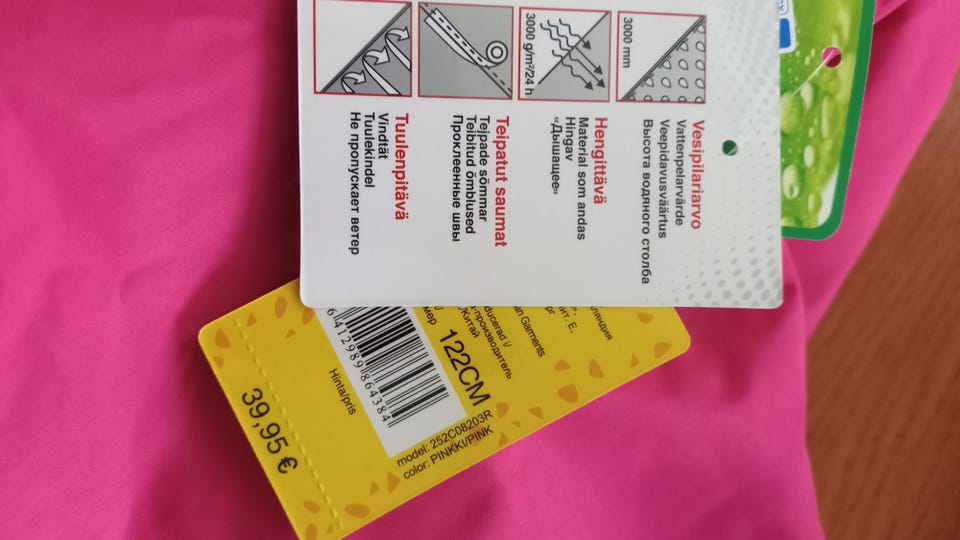 3000 mm
Vesipilariarvo
Vattenpelarvärde
Veepidavusväärtus
Высота водяного столба
3000 g/m²/24 h
Hengittävä
Material som andas
Hingav
«Дышащее»
Teipatut saumat
Tejpade sömmar
Teibitud õmblused
Проклеенные швы
Tuulenpitävä
Vindtät
Tuulekindel
Не пропускает ветер
Garments
122CM
6412989864384
model: 252C08203R
color: PINKKI/PINK
Hinta/pris
39,95 €